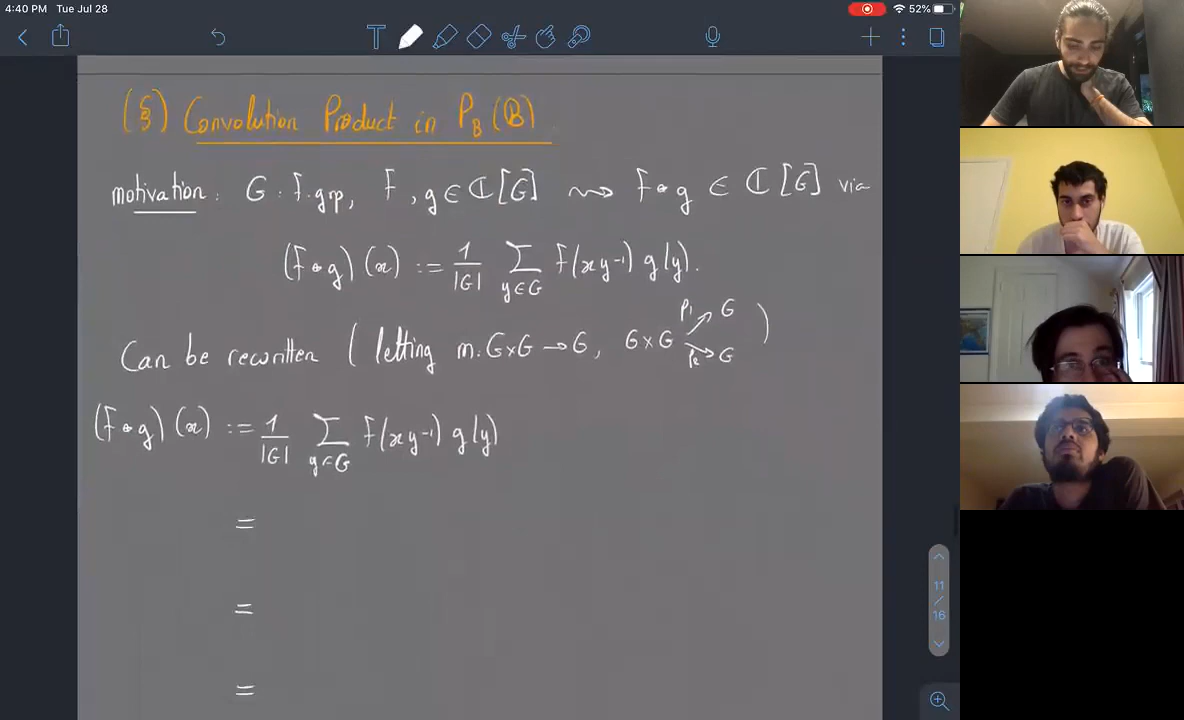 4:40 PM Tue Jul 28
52%
(§) Convolution Product in P_B(B)
motivation: G : f.grp, f, g ∈ ℂ[G] ⇝ f*g ∈ ℂ[G] via
(f*g)(x) := 1/|G| Σ_{y∈G} f(xy⁻¹) g(y).
Can be rewritten (letting m: G×G → G, G×G P₁→ G P₂→ G)
(f*g)(x) := 1/|G| Σ_{y∈G} f(xy⁻¹) g(y)
=
=
=
11
/
16